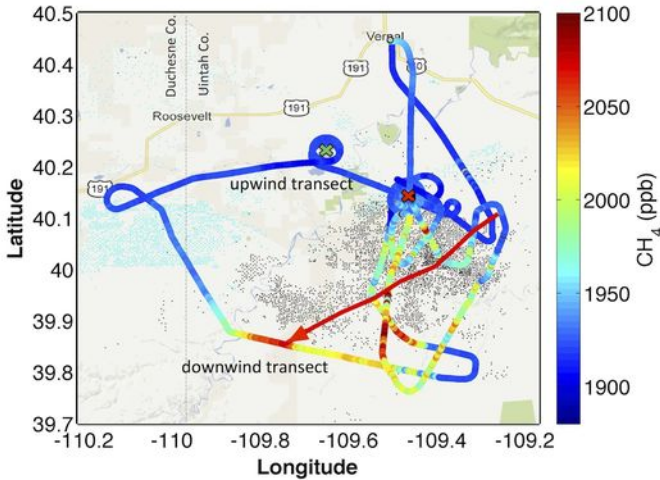 40.5
40.4
40.3
40.2
40.1
40
39.9
39.8
39.7
Latitude
-110.2
-110
-109.8
-109.6
-109.4
-109.2
Longitude
Duchesne Co.
Uintah Co.
Vernal
191
40
191
Roosevelt
191
upwind transect
downwind transect
2100
2050
2000
1950
1900
CH4 (ppb)